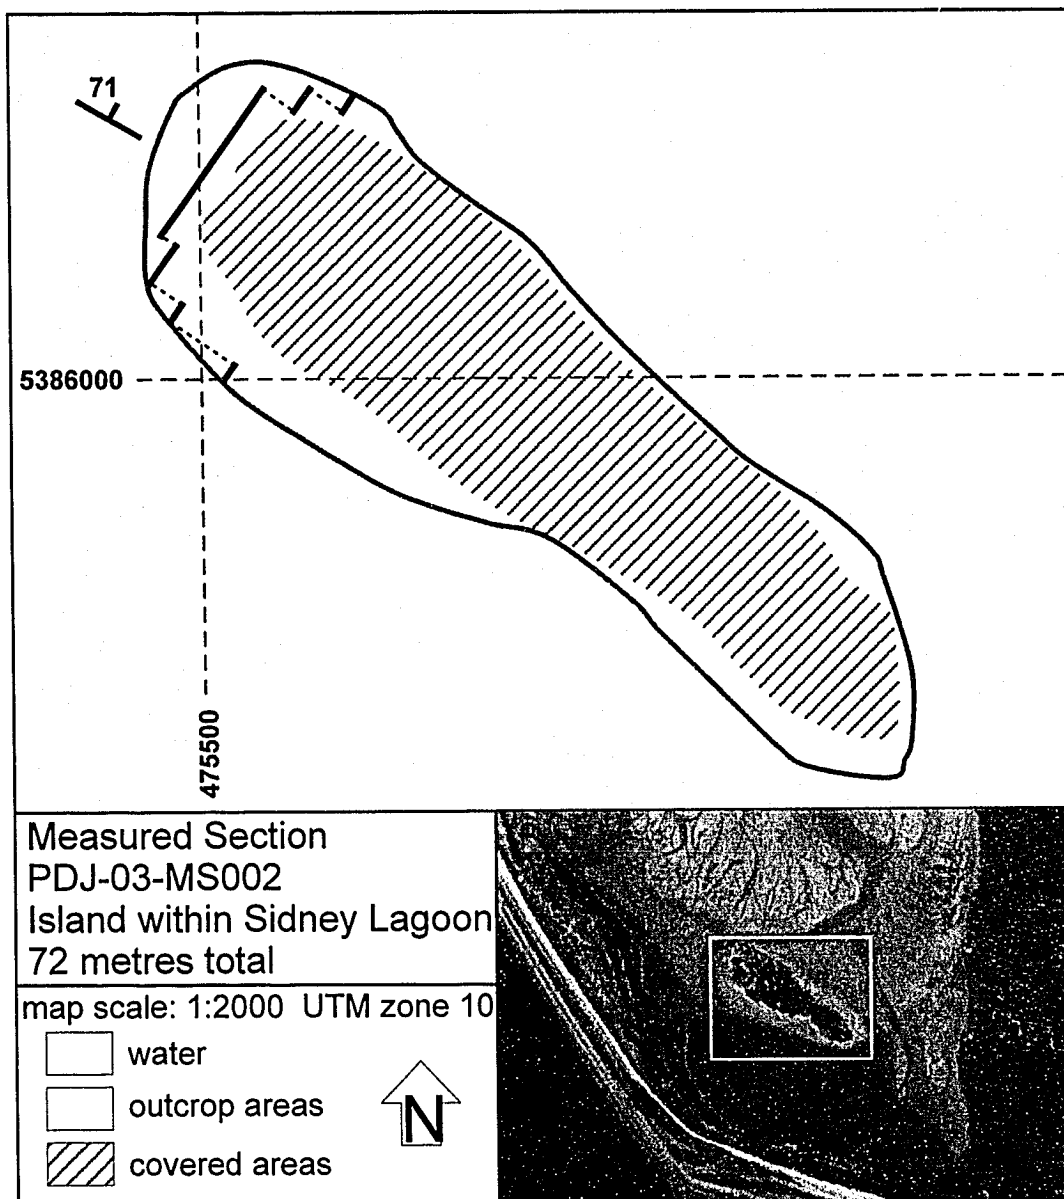 71
5386000
475500
Measured Section
PDJ-03-MS002
Island within Sidney Lagoon
72 metres total
map scale: 1:2000 UTM zone 10
water
outcrop areas
covered areas
N